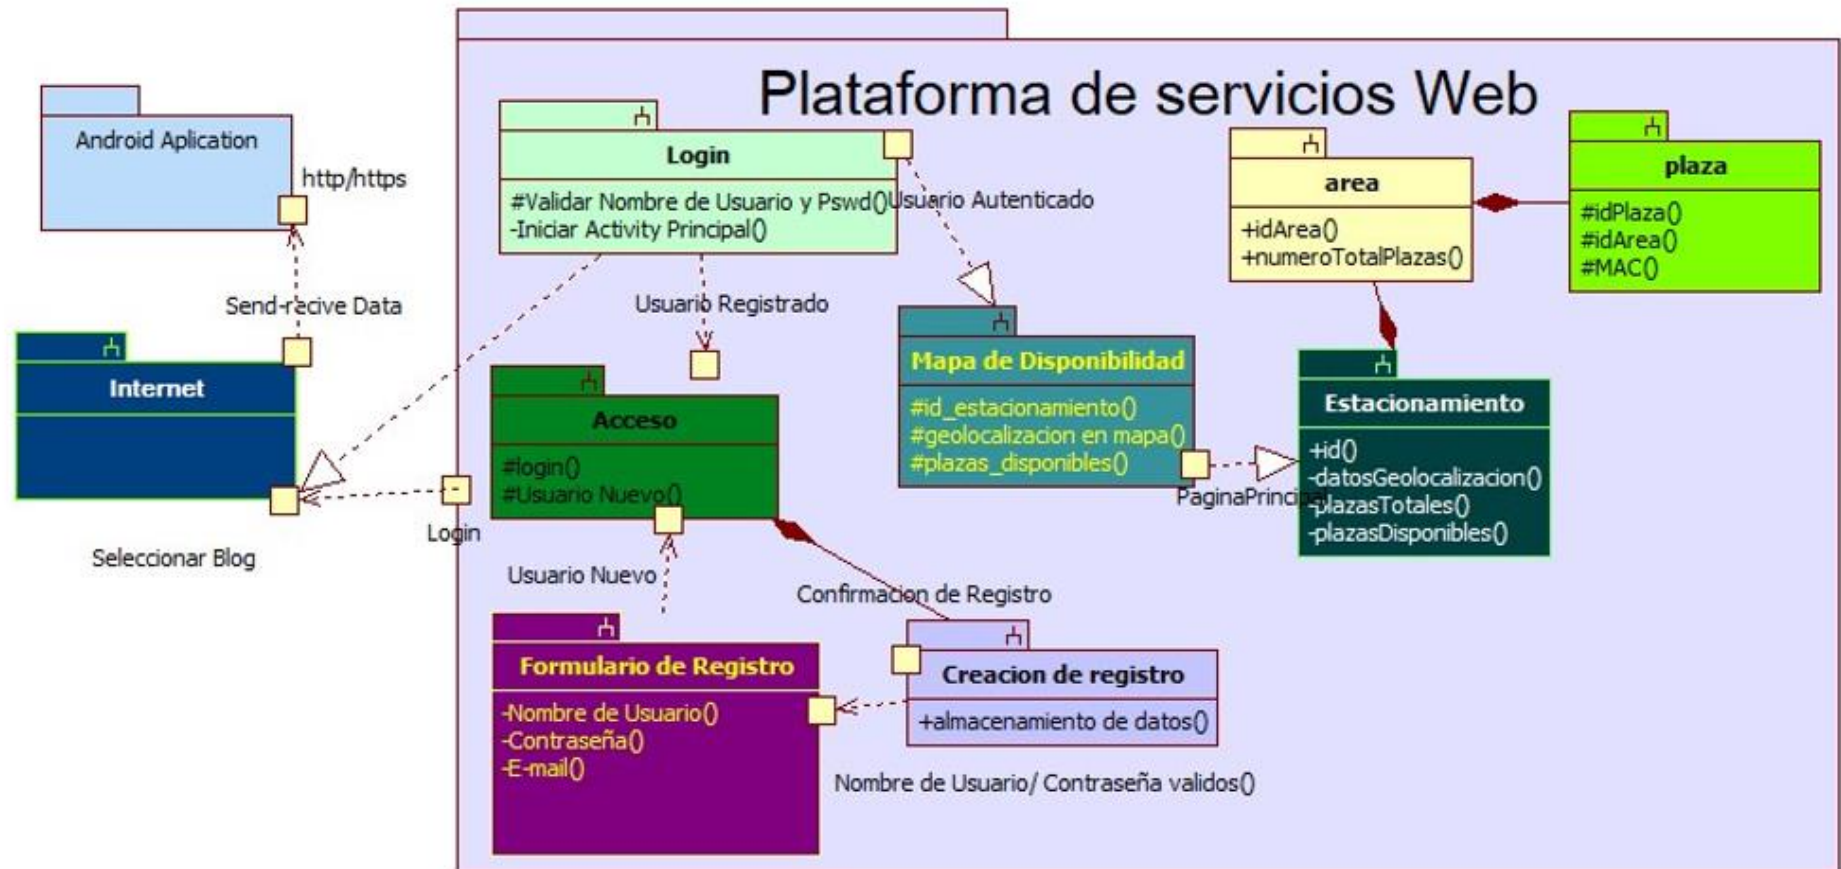 Plataforma de servicios Web
Android Aplication
http/https
Send-recive Data
Internet
Seleccionar Blog
Login
Login
#Validar Nombre de Usuario y Pswd()
-Iniciar Activity Principal()
Usuario Autenticado
Usuario Registrado
Acceso
#login()
#Usuario Nuevo()
Usuario Nuevo
Confirmacion de Registro
Formulario de Registro
-Nombre de Usuario()
-Contraseña()
-E-mail()
Creacion de registro
+almacenamiento de datos()
Nombre de Usuario/ Contraseña validos()
Mapa de Disponibilidad
#id_estacionamiento()
#geolocalizacion en mapa()
#plazas_disponibles()
PaginaPrincipal
area
+idArea()
+numeroTotalPlazas()
plaza
#idPlaza()
#idArea()
#MAC()
Estacionamiento
+id()
-datosGeolocalizacion()
-plazasTotales()
-plazasDisponibles()